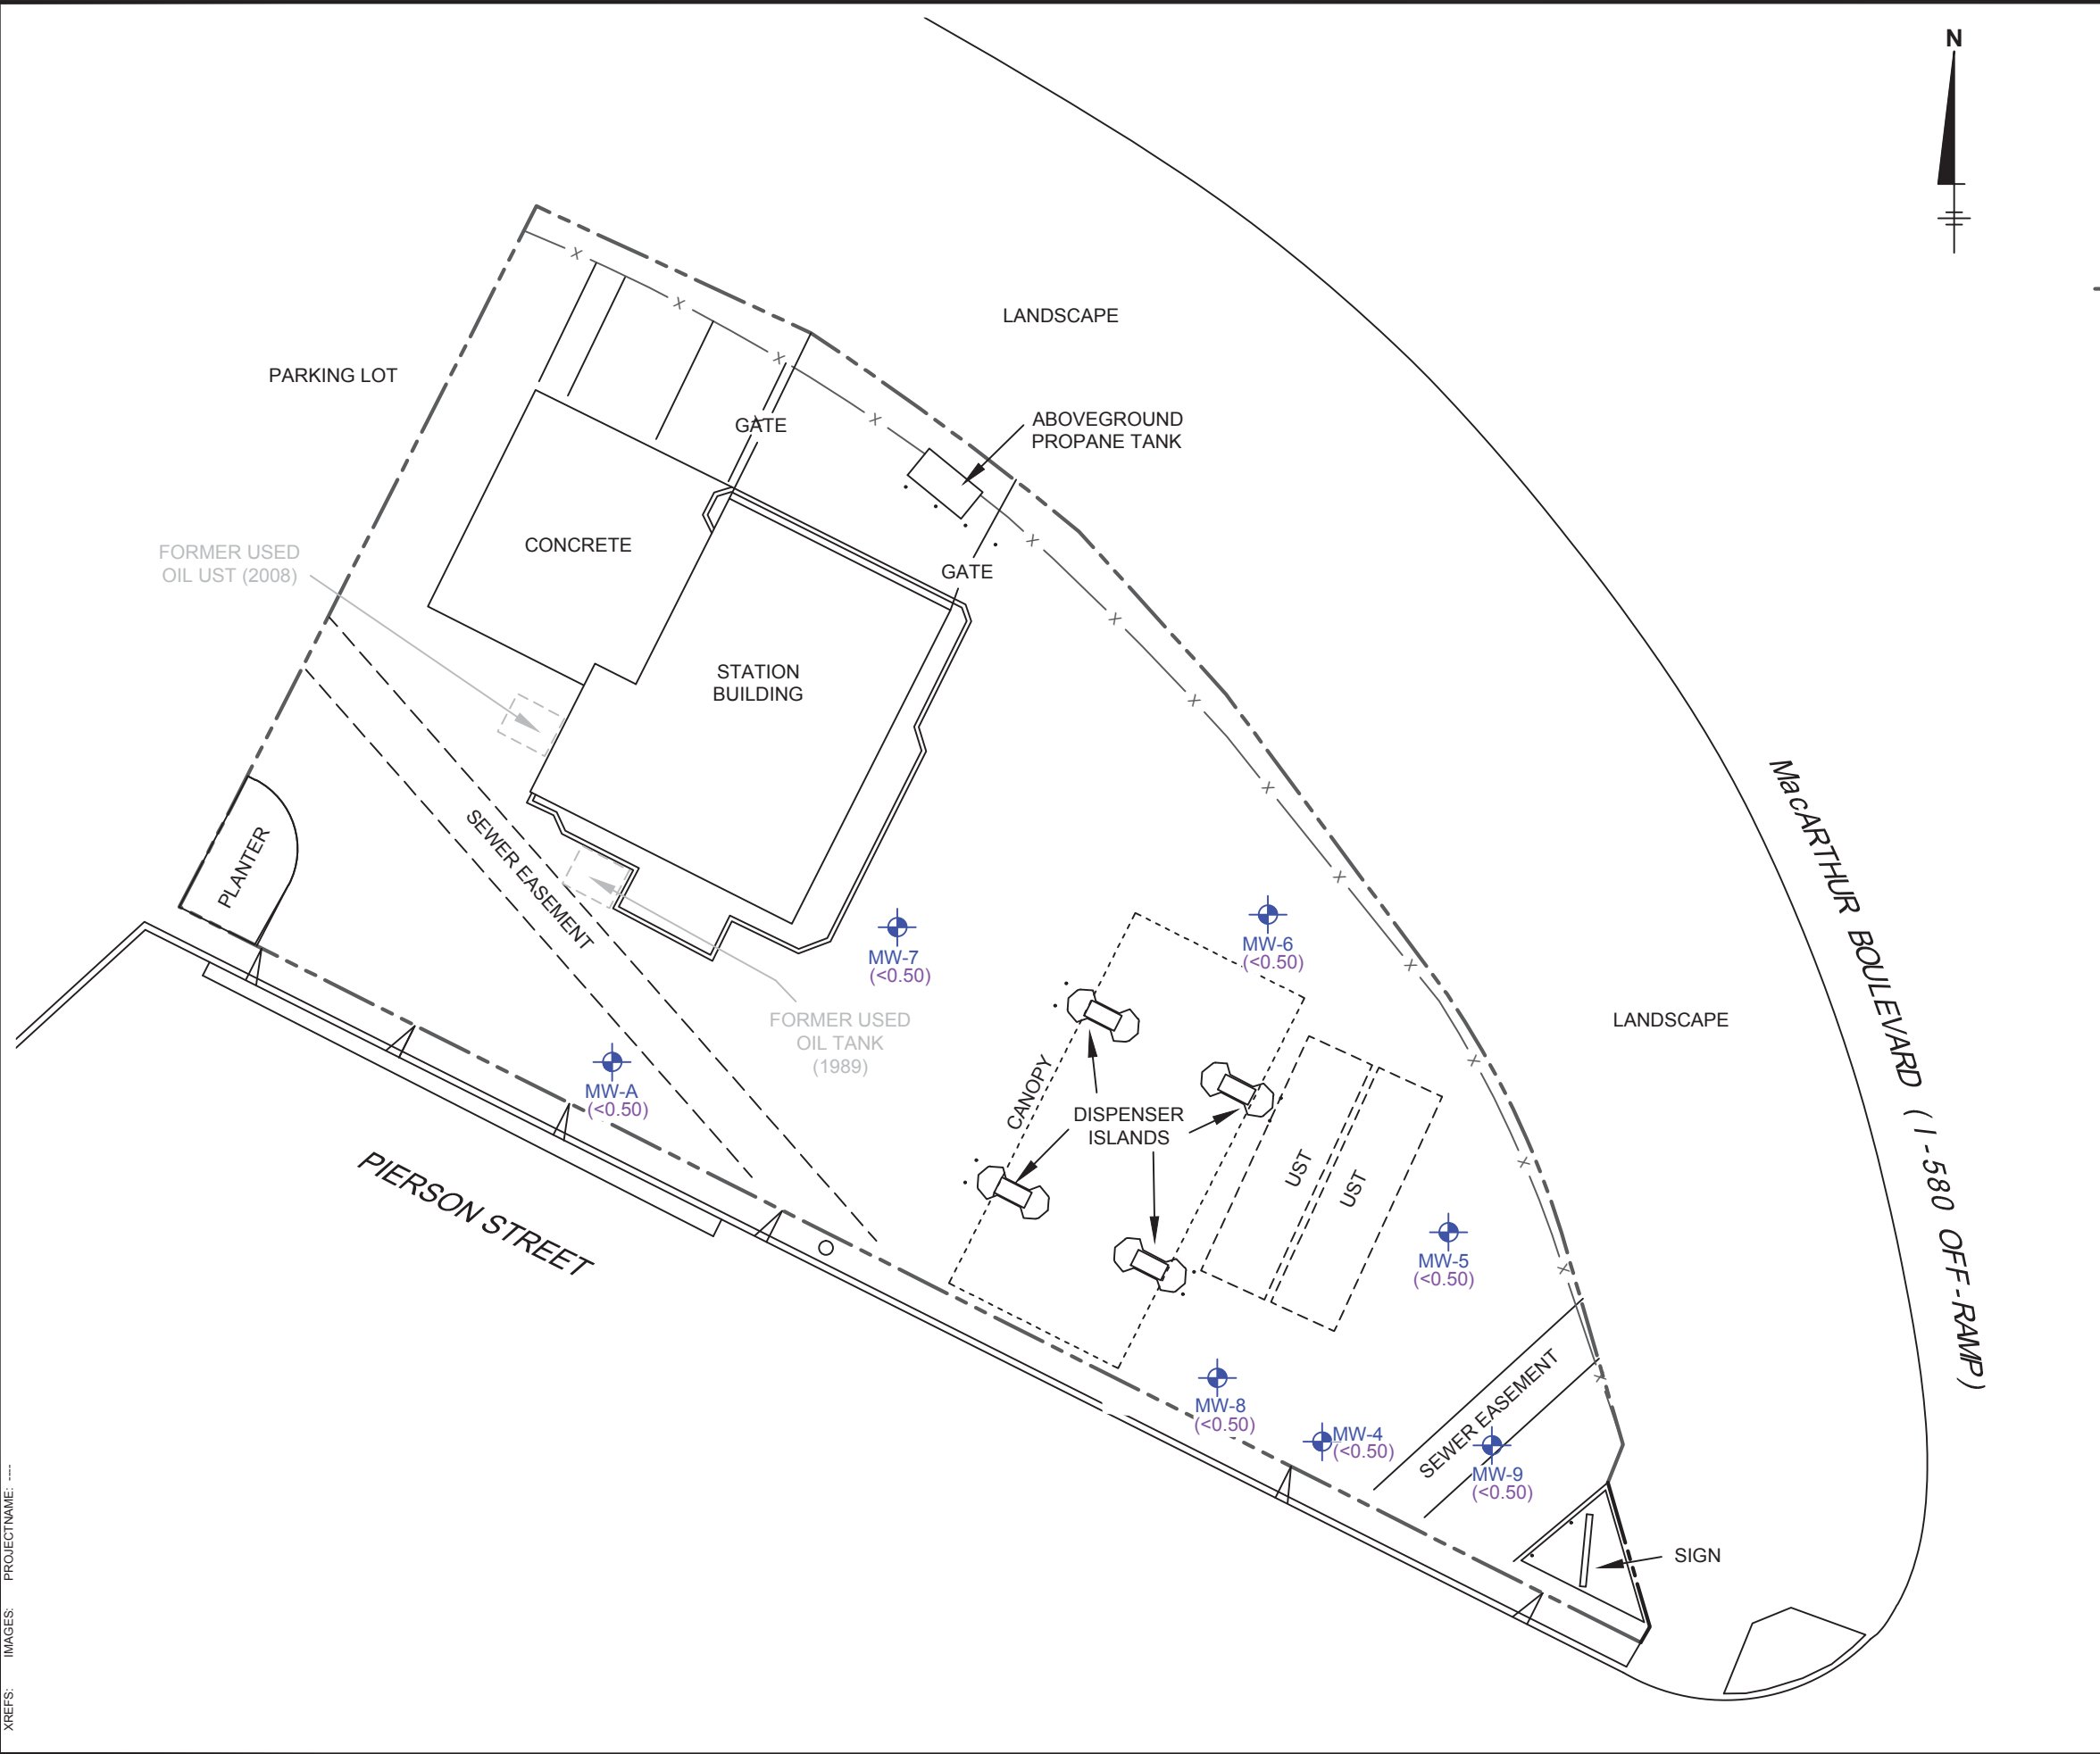 N
LANDSCAPE
PARKING LOT
ABOVEGROUND
PROPANE TANK
GATE
CONCRETE
FORMER USED
OIL UST (2008)
GATE
STATION
BUILDING
MacARTHUR BOULEVARD (I-580 OFF-RAMP)
PLANTER
SEWER EASEMENT
MW-7
(<0.50)
MW-6
(<0.50)
FORMER USED
OIL TANK
(1989)
LANDSCAPE
MW-A
(<0.50)
CANOPY
DISPENSER
ISLANDS
UST
UST
PIERSON STREET
MW-5
(<0.50)
MW-8
(<0.50)
MW-4
(<0.50)
SEWER EASEMENT
MW-9
(<0.50)
SIGN
XREFS: IMAGES: PROJECTNAME: ----